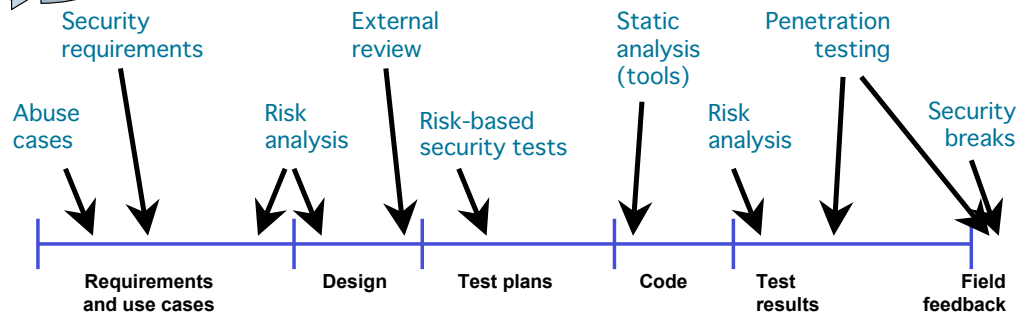 Security
requirements
External
review
Static
analysis
(tools)
Penetration
testing
Abuse
cases
Risk
analysis
Risk-based
security tests
Risk
analysis
Security
breaks
Requirements
and use cases
Design
Test plans
Code
Test
results
Field
feedback